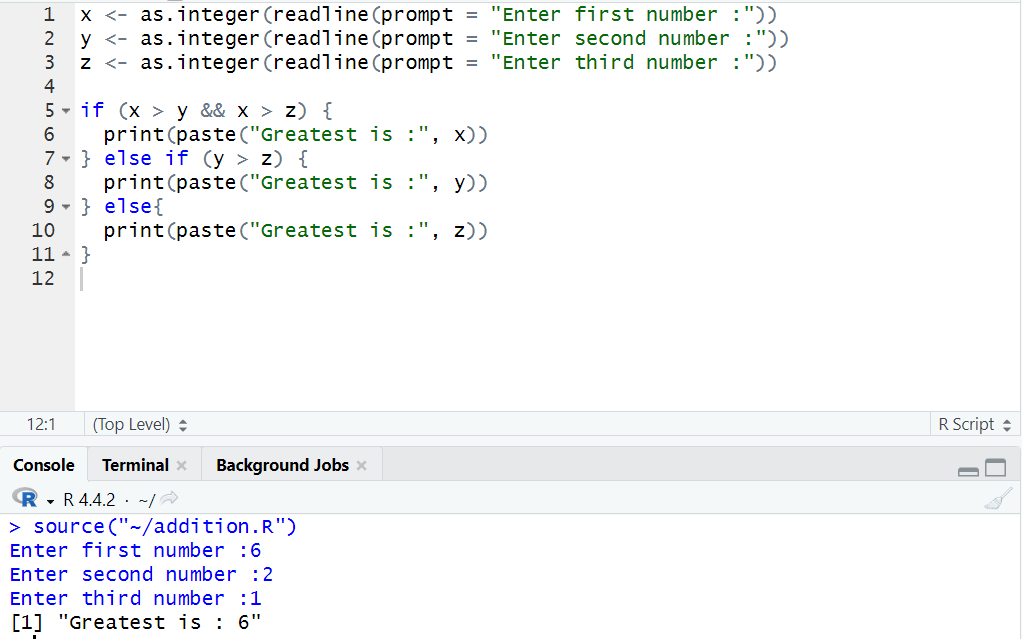 1 x <- as.integer(readline(prompt = "Enter first number :"))
2 y <- as.integer(readline(prompt = "Enter second number :"))
3 z <- as.integer(readline(prompt = "Enter third number :"))
4
5 if (x > y && x > z) {
6   print(paste("Greatest is :", x))
7 } else if (y > z) {
8   print(paste("Greatest is :", y))
9 } else{
10   print(paste("Greatest is :", z))
11 }
12
12:1 (Top Level) R Script
Console Terminal Background Jobs
R R 4.4.2 · ~/
> source("~/addition.R")
Enter first number :6
Enter second number :2
Enter third number :1
[1] "Greatest is : 6"